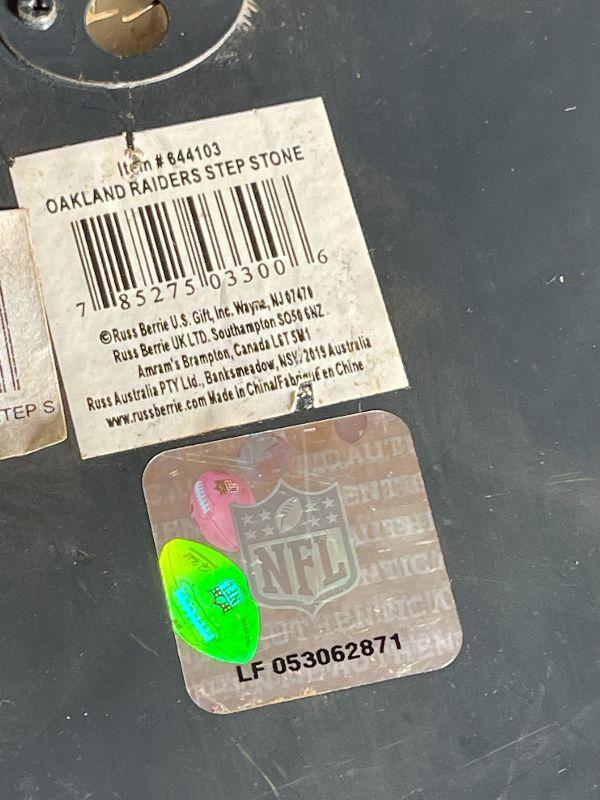 Item # 644103
OAKLAND RAIDERS STEP STONE
7 85275 03300 6
©Russ Berrie U.S. Gift, Inc. Wayne, NJ 07470
Russ Berrie UK LTD. Southampton SO50 6NZ
Amram's Brampton, Canada L6T 5W1
Russ Australia PTY Ltd., Banksmeadow, NSW. 2019 Australia
www.russberrie.com Made in China/Fabriqué en Chine
TEP S
NFL
LF 053062871